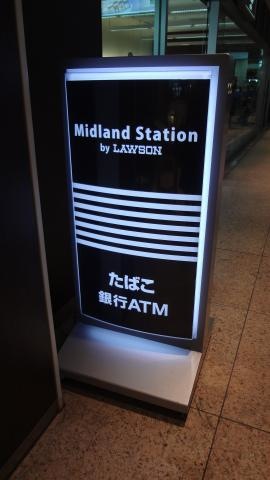 Midland Station
by LAWSON
たばこ
銀行ATM